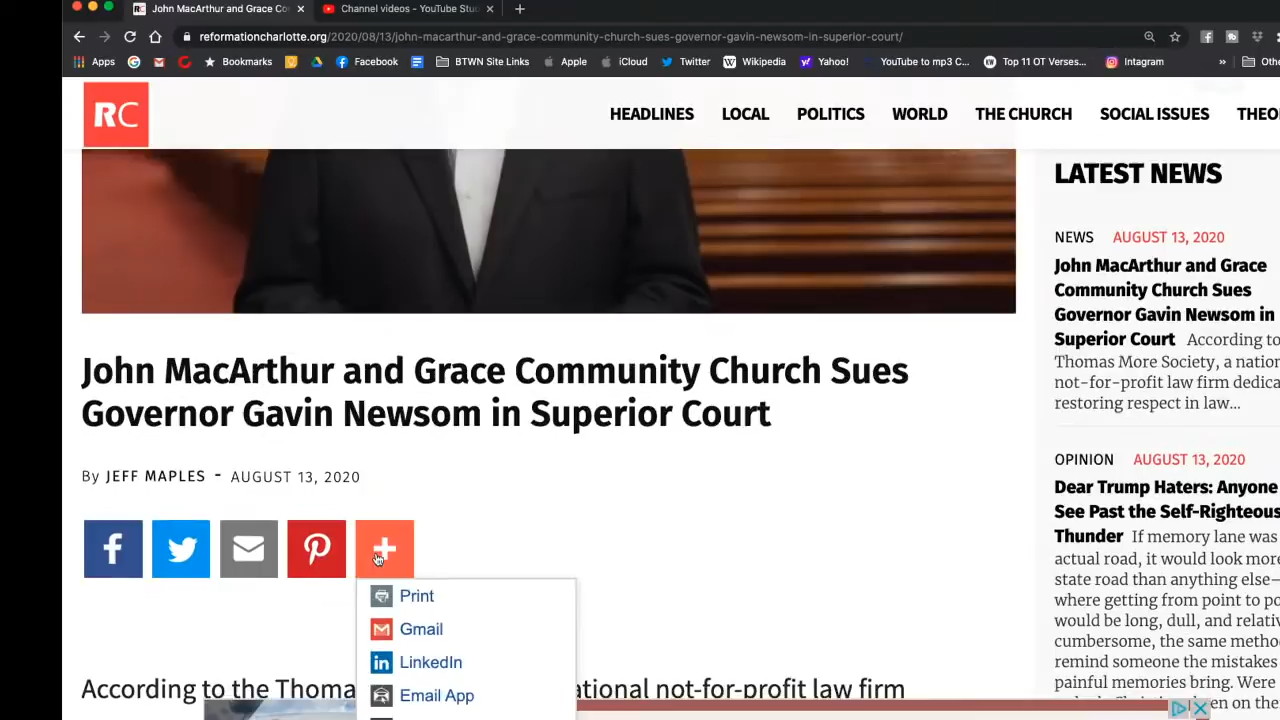 John MacArthur and Grace Co
Channel videos - YouTube Stu
reformationcharlotte.org/2020/08/13/john-macarthur-and-grace-community-church-sues-governor-gavin-newsom-in-superior-court/
Apps
Bookmarks
Facebook
BTWN Site Links
Apple
iCloud
Twitter
Wikipedia
Yahoo!
YouTube to mp3 C...
Top 11 OT Verses...
Intagram
»
Oth
RC
HEADLINES
LOCAL
POLITICS
WORLD
THE CHURCH
SOCIAL ISSUES
THEO
John MacArthur and Grace Community Church Sues
Governor Gavin Newsom in Superior Court
By JEFF MAPLES - AUGUST 13, 2020
Print
Gmail
LinkedIn
Email App
According to the Thoma
ational not-for-profit law firm
LATEST NEWS
NEWS AUGUST 13, 2020
John MacArthur and Grace
Community Church Sues
Governor Gavin Newsom in
Superior Court According to
Thomas More Society, a nation
not-for-profit law firm dedica
restoring respect in law...
OPINION AUGUST 13, 2020
Dear Trump Haters: Anyone
See Past the Self-Righteous
Thunder If memory lane was
actual road, it would look more
state road than anything else—
where getting from point to po
would be long, dull, and relativ
cumbersome, the same method
remind someone the mistakes
painful memories bring. Were
en on the